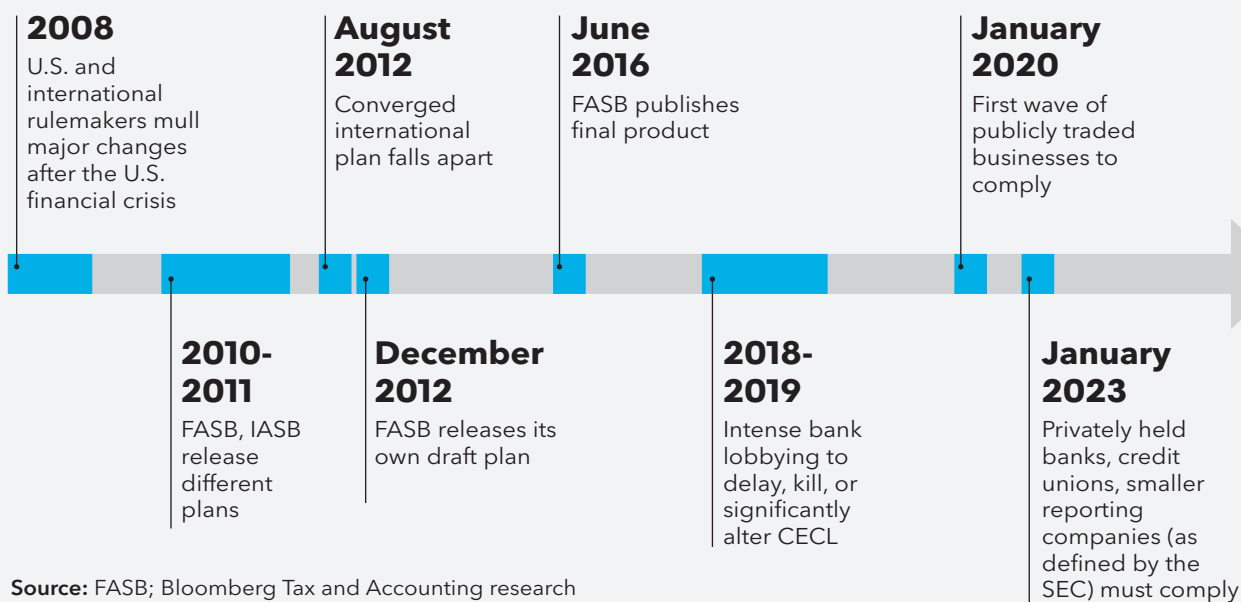 2008
U.S. and
international
rulemakers mull
major changes
after the U.S.
financial crisis
August
2012
Converged
international
plan falls apart
June
2016
FASB publishes
final product
January
2020
First wave of
publicly traded
businesses to
comply
2010-
2011
FASB, IASB
release
different
plans
December
2012
FASB releases its
own draft plan
2018-
2019
Intense bank
lobbying to
delay, kill, or
significantly
alter CECL
January
2023
Privately held
banks, credit
unions, smaller
reporting
companies (as
defined by the
SEC) must comply
Source: FASB; Bloomberg Tax and Accounting research